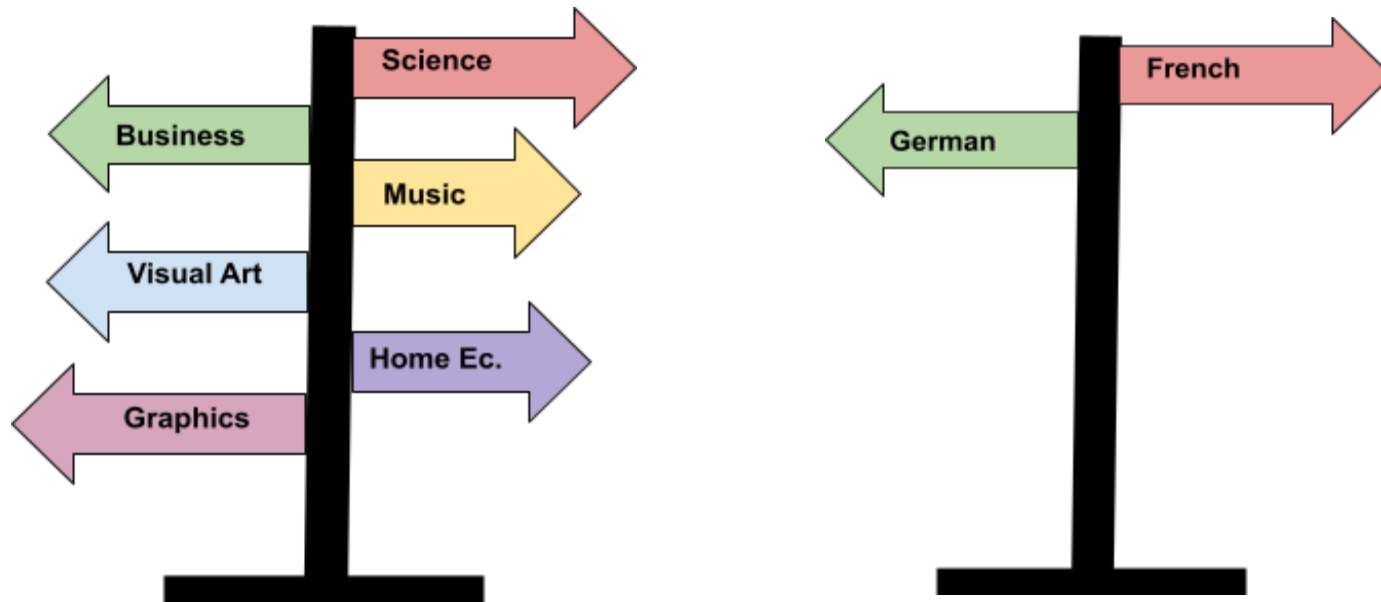 Science
Business
Music
Visual Art
Home Ec.
Graphics
French
German